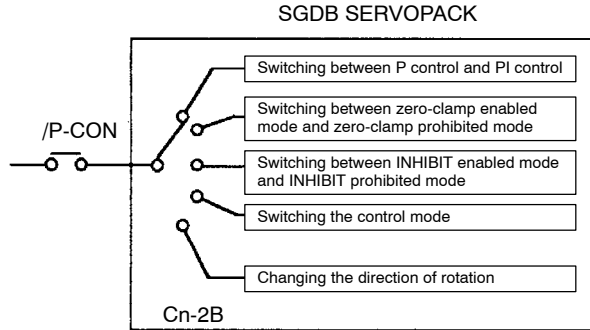 SGDB SERVOPACK
Switching between P control and PI control
/P-CON
Switching between zero-clamp enabled
mode and zero-clamp prohibited mode
Switching between INHIBIT enabled mode
and INHIBIT prohibited mode
Switching the control mode
Changing the direction of rotation
Cn-2B